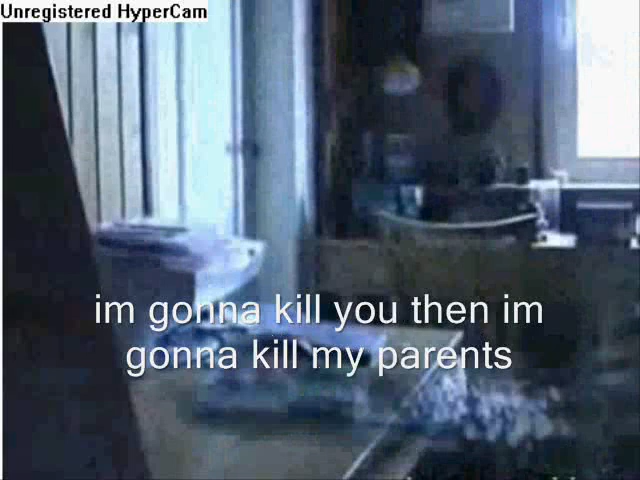 Unregistered HyperCam
im gonna kill you then im
gonna kill my parents